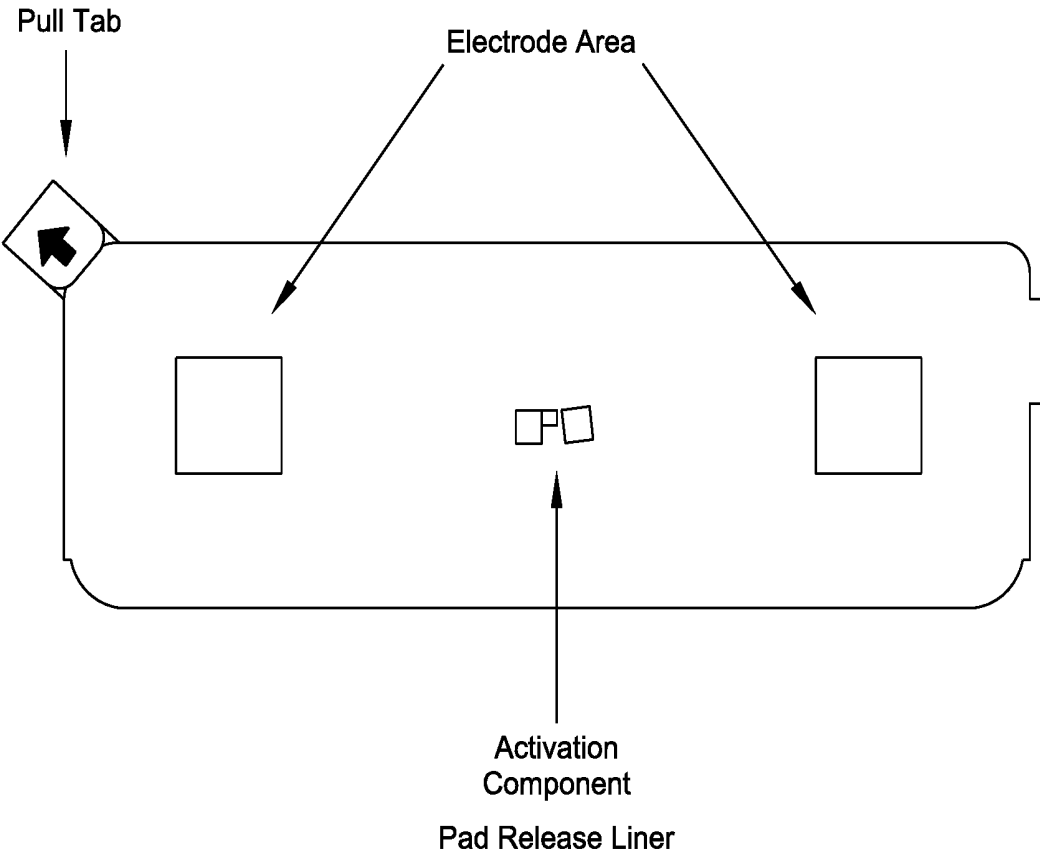 Pull Tab
Electrode Area
Activation
Component
Pad Release Liner